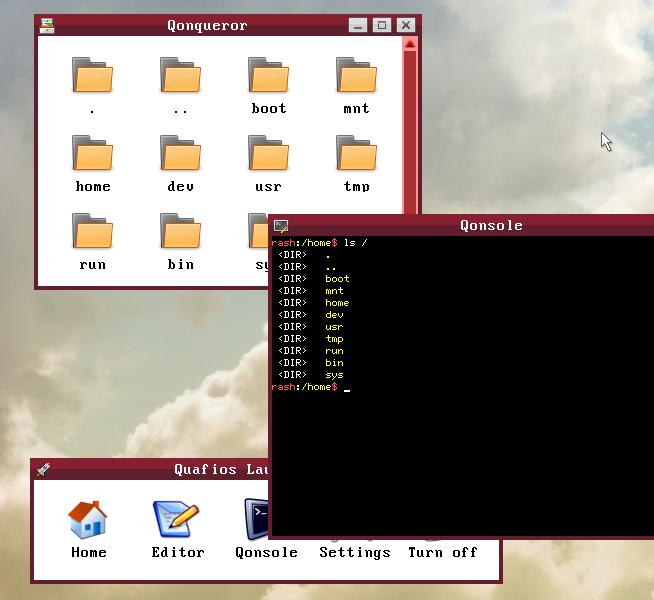 Qonqueror
. .. boot mnt
home dev usr tmp
run bin
Qonsole
rash:/home$ ls /
<DIR> .
<DIR> ..
<DIR> boot
<DIR> mnt
<DIR> home
<DIR> dev
<DIR> usr
<DIR> tmp
<DIR> run
<DIR> bin
<DIR> sys
rash:/home$ _
Quafios
Home Editor Qonsole Settings Turn off